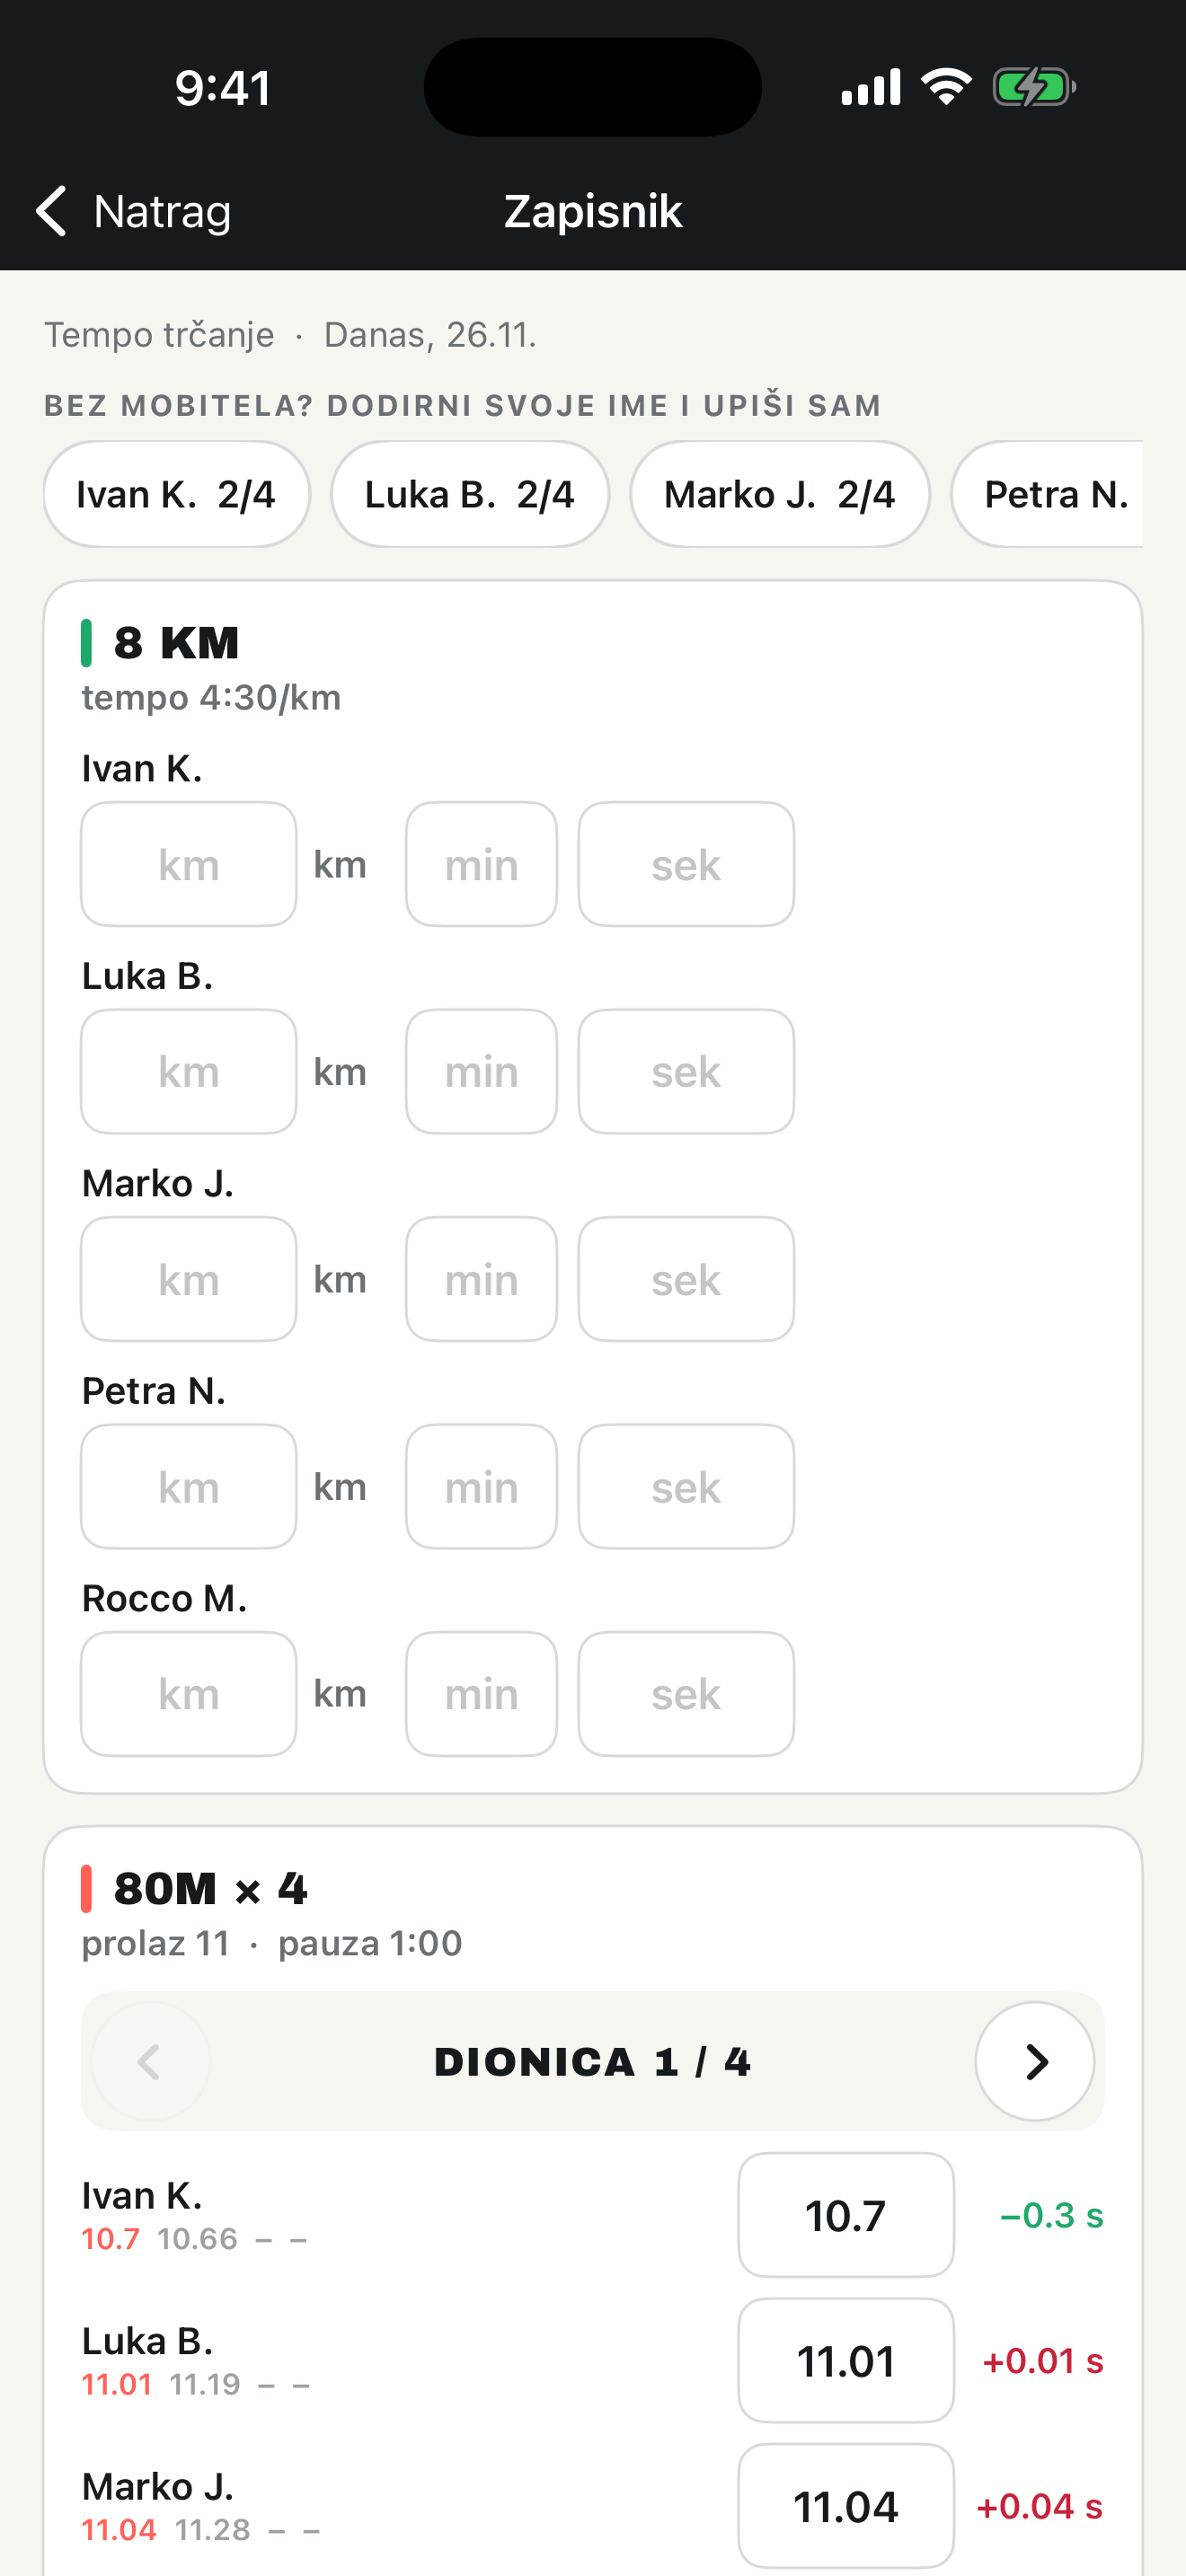 9:41
Natrag
Zapisnik
Tempo trčanje · Danas, 26.11.
BEZ MOBITELA? DODIRNI SVOJE IME I UPIŠI SAM
Ivan K. 2/4
Luka B. 2/4
Marko J. 2/4
Petra N.
8 KM
tempo 4:30/km
Ivan K.
km km min sek
Luka B.
km km min sek
Marko J.
km km min sek
Petra N.
km km min sek
Rocco M.
km km min sek
80M × 4
prolaz 11 · pauza 1:00
DIONICA 1 / 4
Ivan K.
10.7 10.66 – –
10.7
–0.3 s
Luka B.
11.01 11.19 – –
11.01
+0.01 s
Marko J.
11.04 11.28 – –
11.04
+0.04 s